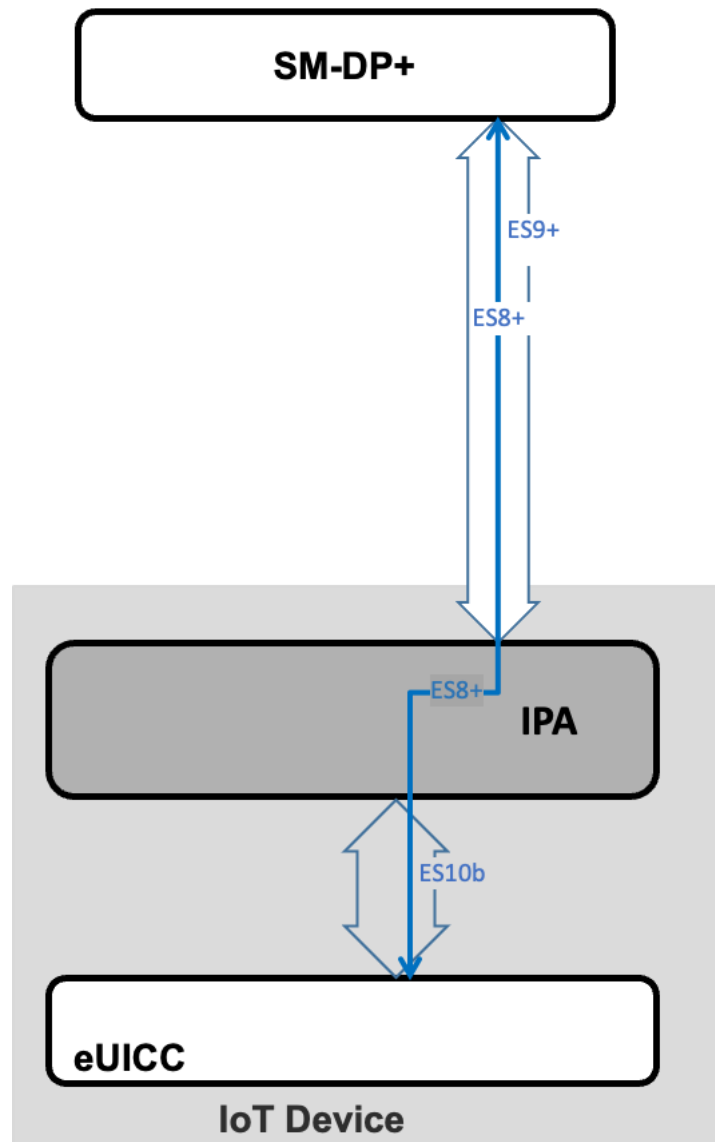 SM-DP+
ES9+
ES8+
ES8+
IPA
ES10b
eUICC
IoT Device